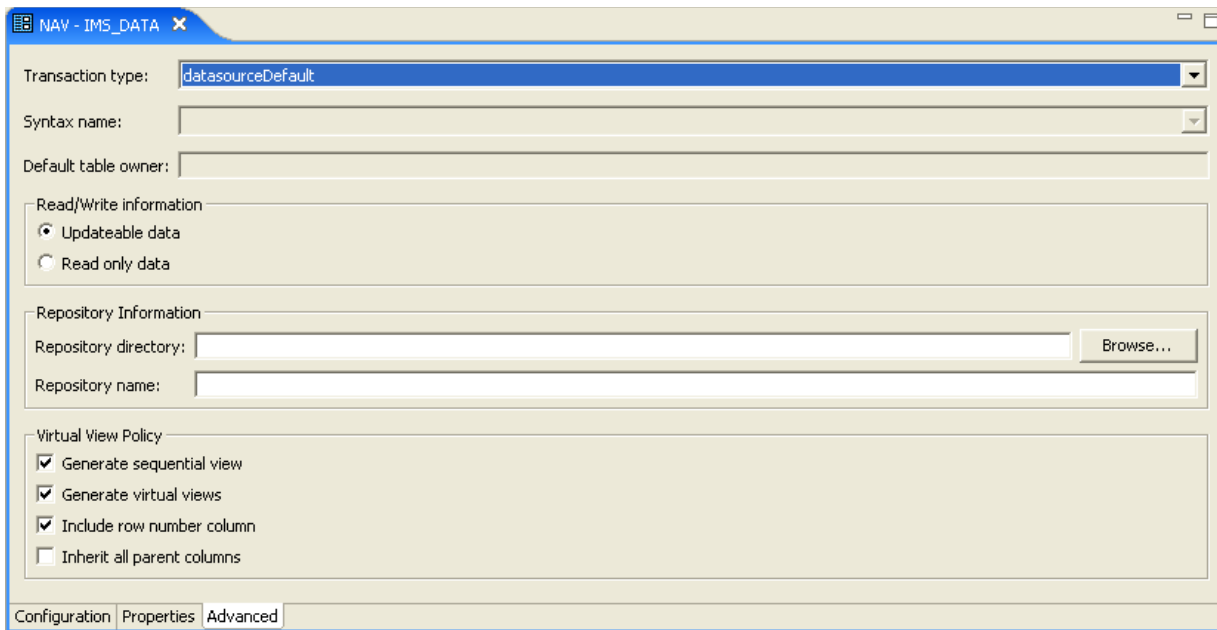 NAV - IMS_DATA
Transaction type: datasourceDefault
Syntax name:
Default table owner:
Read/Write information
Updateable data
Read only data
Repository Information
Repository directory: Browse...
Repository name:
Virtual View Policy
Generate sequential view
Generate virtual views
Include row number column
Inherit all parent columns
Configuration Properties Advanced